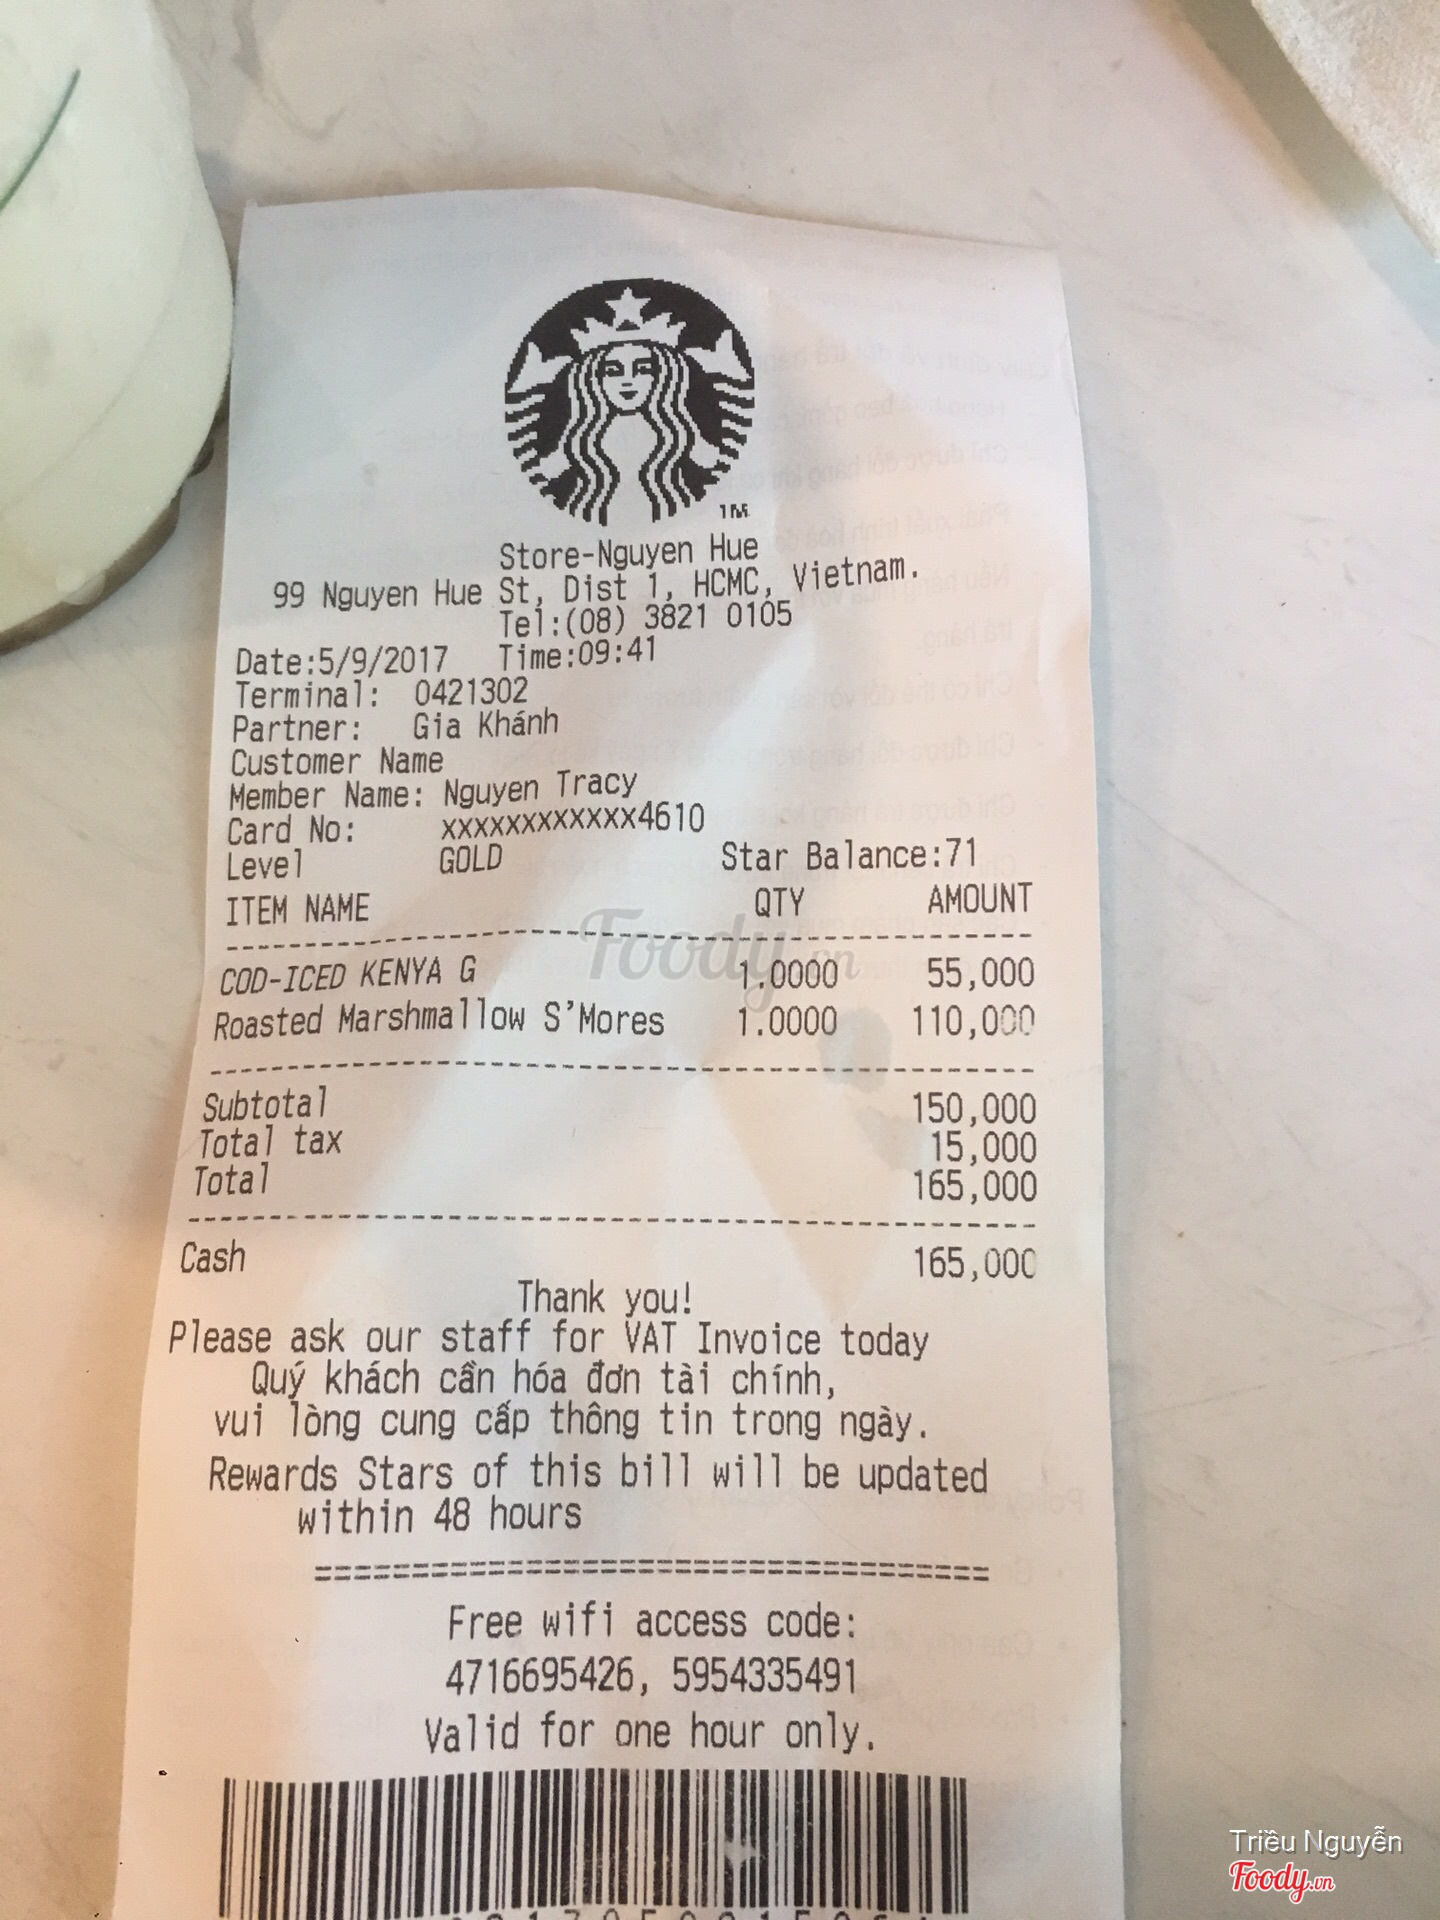 Store-Nguyen Hue
99 Nguyen Hue St, Dist 1, HCMC, Vietnam.
Tel:(08) 3821 0105
Date:5/9/2017 Time:09:41
Terminal: 0421302
Partner: Gia Khánh
Customer Name
Member Name: Nguyen Tracy
Card No: xxxxxxxxxxxx4610
Level GOLD Star Balance:71
ITEM NAME QTY AMOUNT
COD-ICED KENYA G 1.0000 55,000
Roasted Marshmallow S'Mores 1.0000 110,000
Subtotal 150,000
Total tax 15,000
Total 165,000
Cash 165,000
Thank you!
Please ask our staff for VAT Invoice today
Quý khách cần hóa đơn tài chính,
vui lòng cung cấp thông tin trong ngày.
Rewards Stars of this bill will be updated
within 48 hours
Free wifi access code:
4716695426, 5954335491
Valid for one hour only.
Foody.vn
Triều Nguyễn
Foody.vn